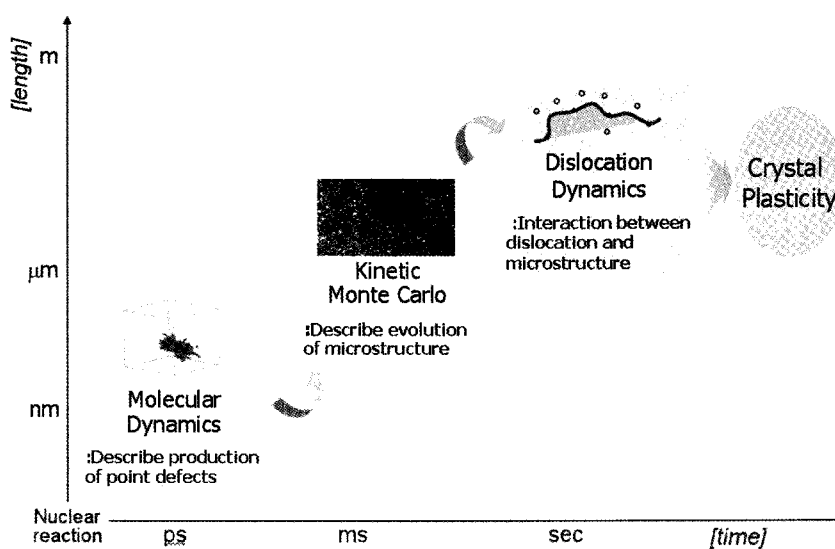 [length]
m
μm
nm
Dislocation
Dynamics
:Interaction between
dislocation and
microstructure
Crystal
Plasticity
Kinetic
Monte Carlo
:Describe evolution
of microstructure
Molecular
Dynamics
:Describe production
of point defects
Nuclear
reaction
ps
ms
sec
[time]